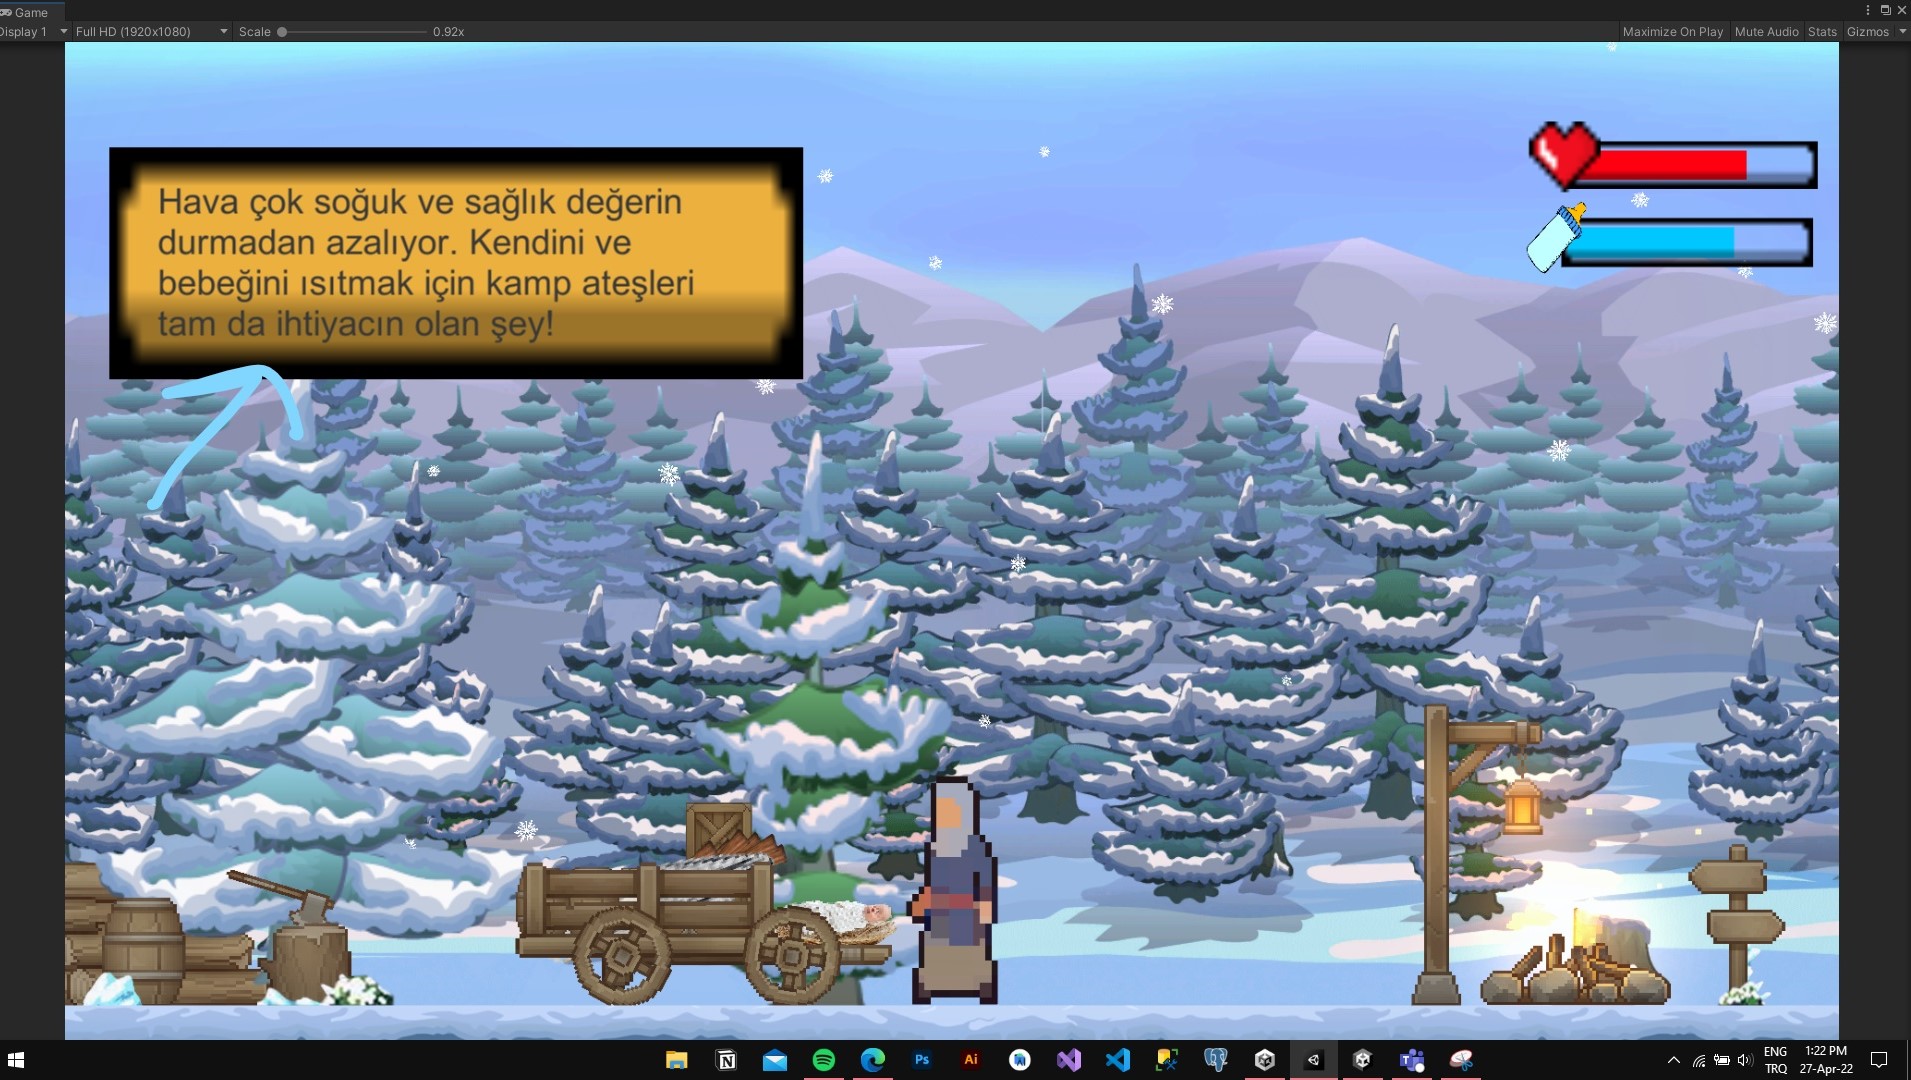 Game
Display 1
Full HD (1920x1080)
Scale
0.92x
Maximize On Play
Mute Audio
Stats
Gizmos
Hava çok soğuk ve sağlık değerin
durmadan azalıyor. Kendini ve
bebeğini ısıtmak için kamp ateşleri
tam da ihtiyacın olan şey!
Ps
Ai
ENG
TRQ
1:22 PM
27-Apr-22